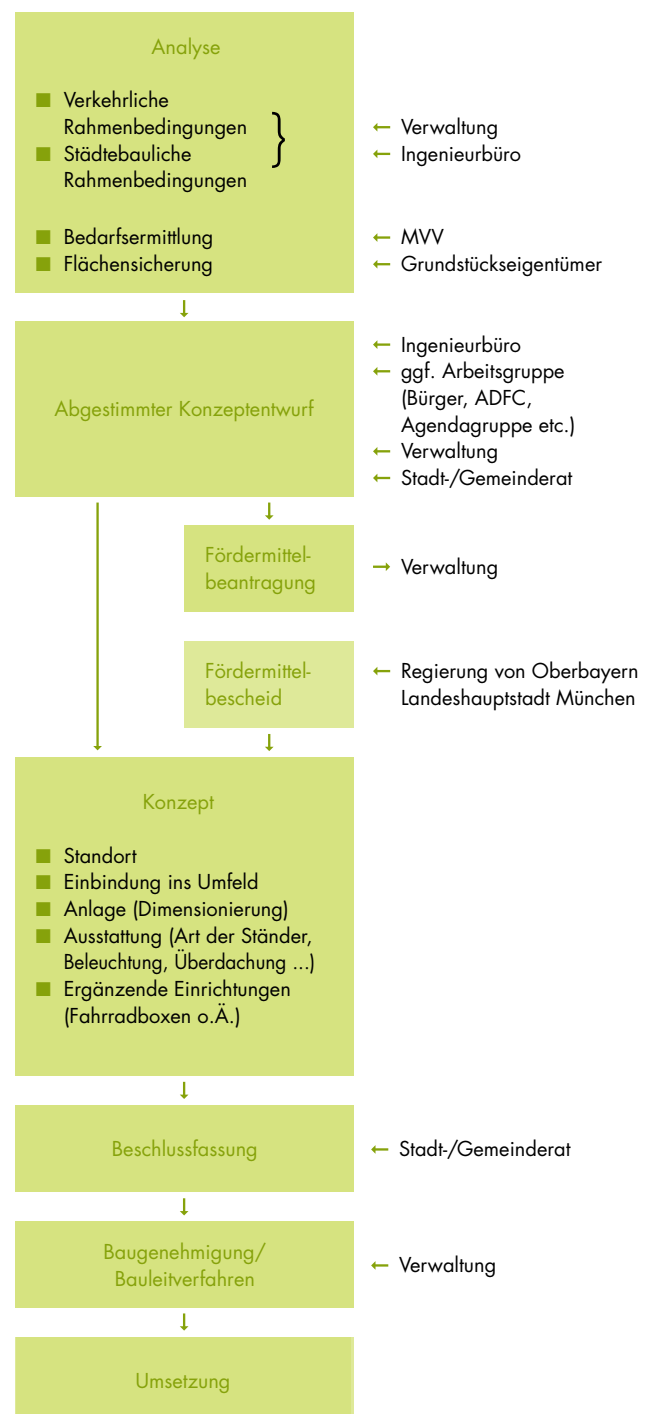 Analyse
Verkehrliche
Rahmenbedingungen
Städtebauliche
Rahmenbedingungen
← Verwaltung
← Ingenieurbüro
Bedarfsermittlung
← MVV
Flächensicherung
← Grundstückseigentümer
Abgestimmter Konzeptentwurf
← Ingenieurbüro
← ggf. Arbeitsgruppe
(Bürger, ADFC,
Agendagruppe etc.)
← Verwaltung
← Stadt-/Gemeinderat
Fördermittel-
beantragung
→ Verwaltung
Fördermittel-
bescheid
← Regierung von Oberbayern
Landeshauptstadt München
Konzept
Standort
Einbindung ins Umfeld
Anlage (Dimensionierung)
Ausstattung (Art der Ständer,
Beleuchtung, Überdachung ...)
Ergänzende Einrichtungen
(Fahrradboxen o.Ä.)
Beschlussfassung
← Stadt-/Gemeinderat
Baugenehmigung/
Bauleitverfahren
← Verwaltung
Umsetzung